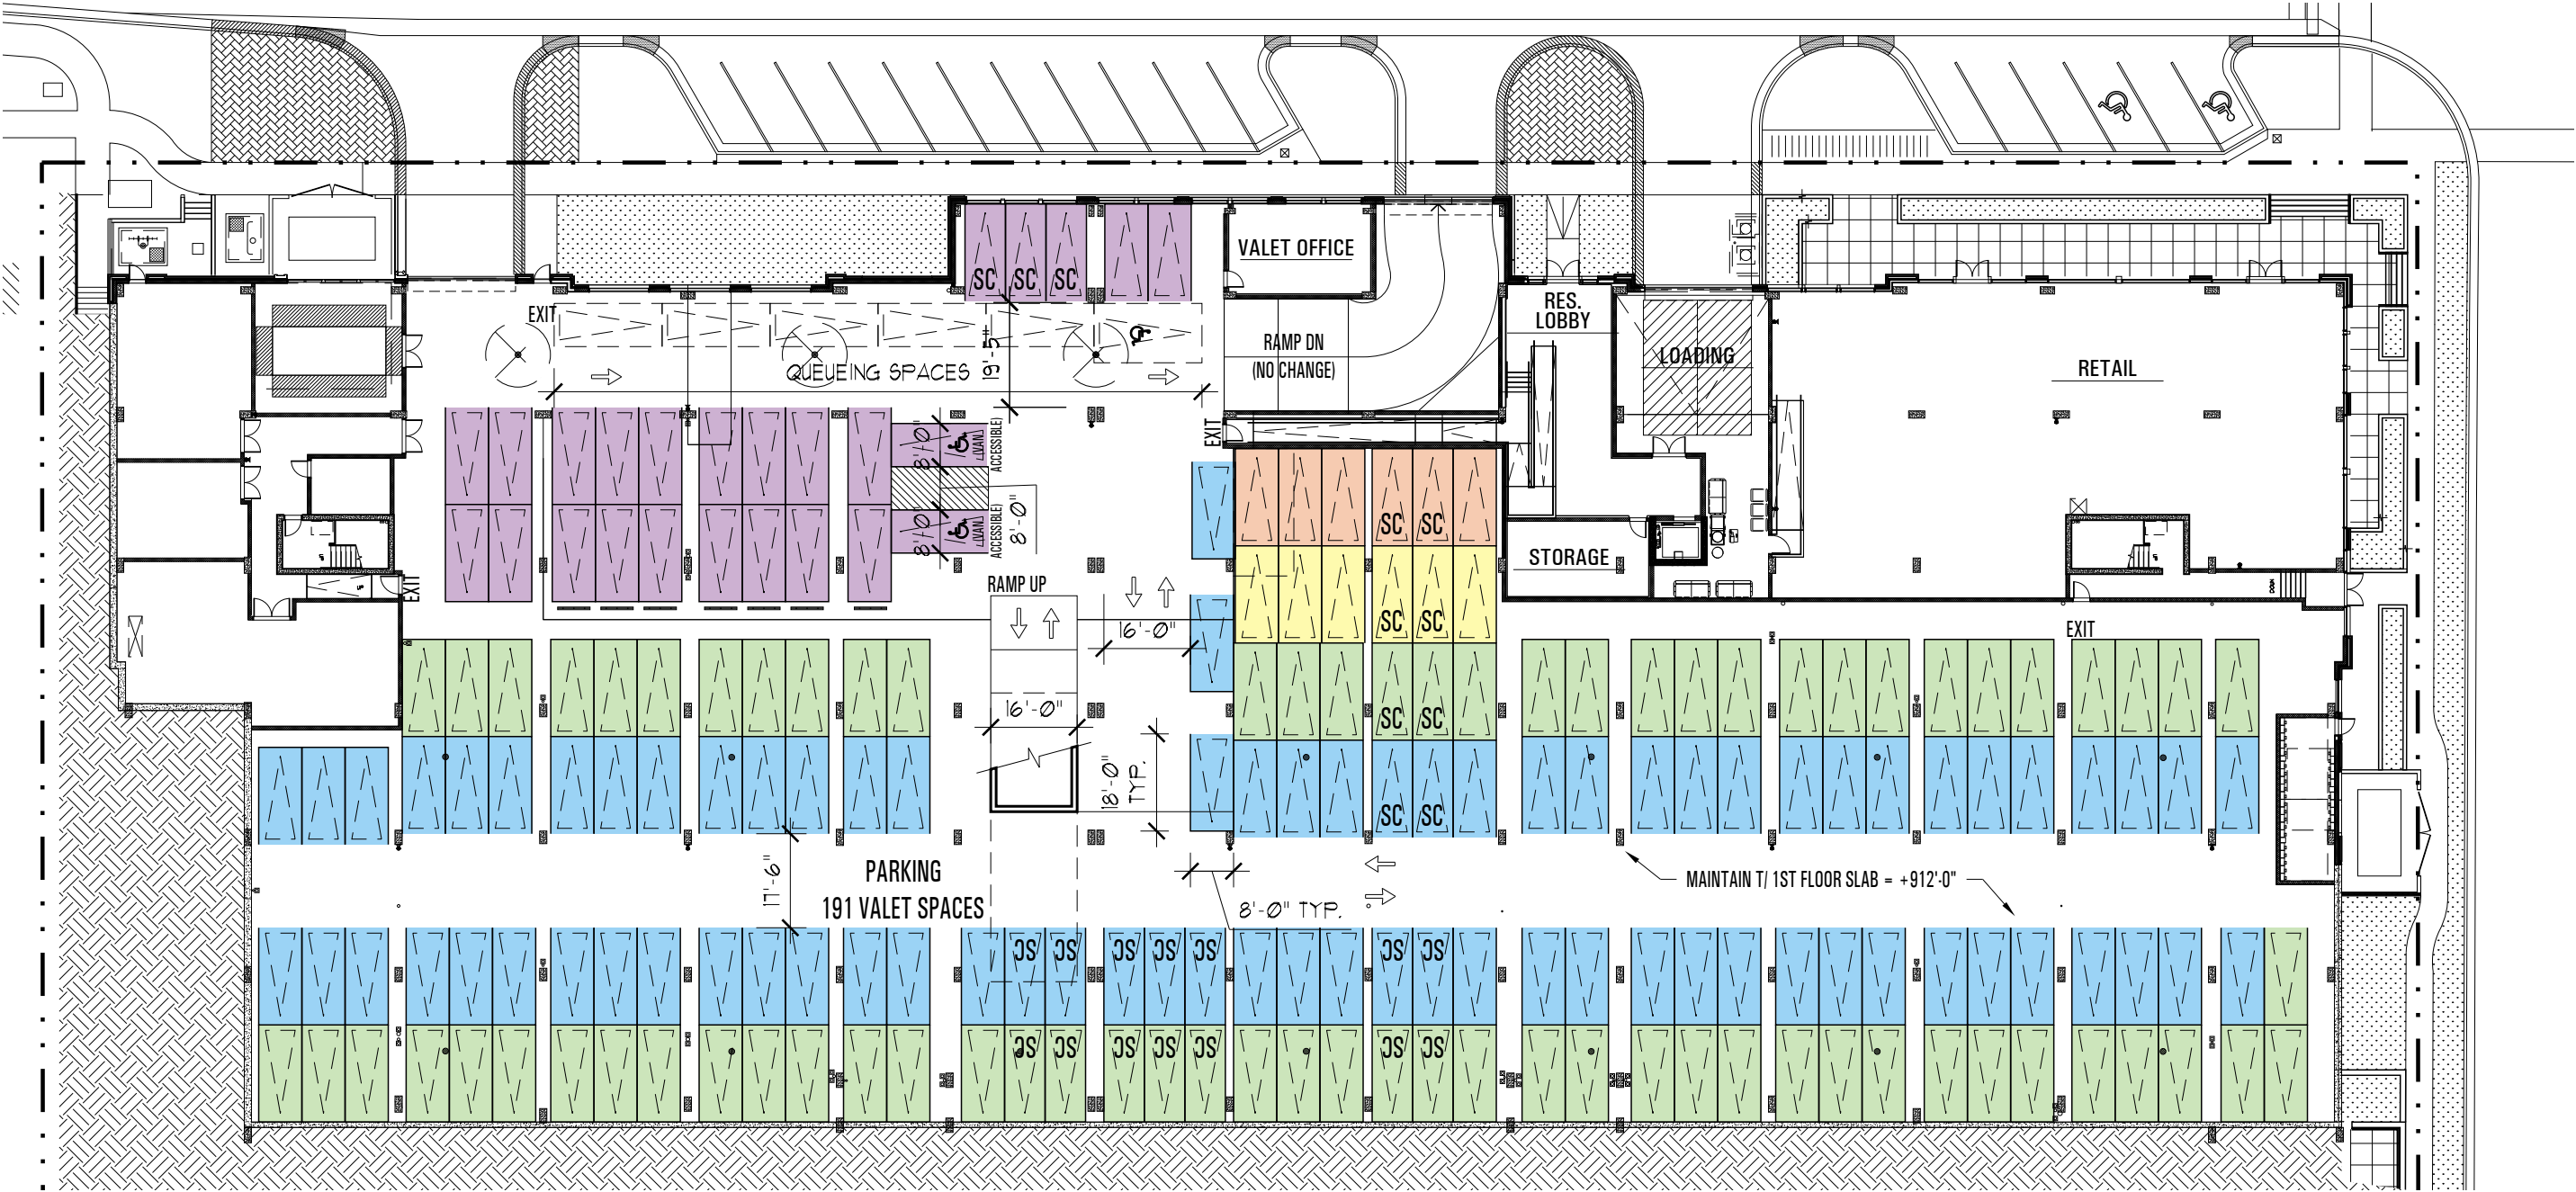 SC SC SC
VALET OFFICE
EXIT
RES.
LOBBY
RAMP DN
(NO CHANGE)
LOADING
RETAIL
QUEUEING SPACES
19'-5"
EXIT
8'-0"
(VAN
ACCESSIBLE)
8'-0"
8'-0"
(VAN
ACCESSIBLE)
SC SC
STORAGE
EXIT
RAMP UP
16'-0"
SC SC
EXIT
16'-0"
SC SC
18'-0"
TYP.
SC SC
17'-6"
PARKING
191 VALET SPACES
MAINTAIN T/ 1ST FLOOR SLAB = +912'-0"
8'-0" TYP.
SC SC SC SC SC SC SC
SC SC SC SC SC SC SC